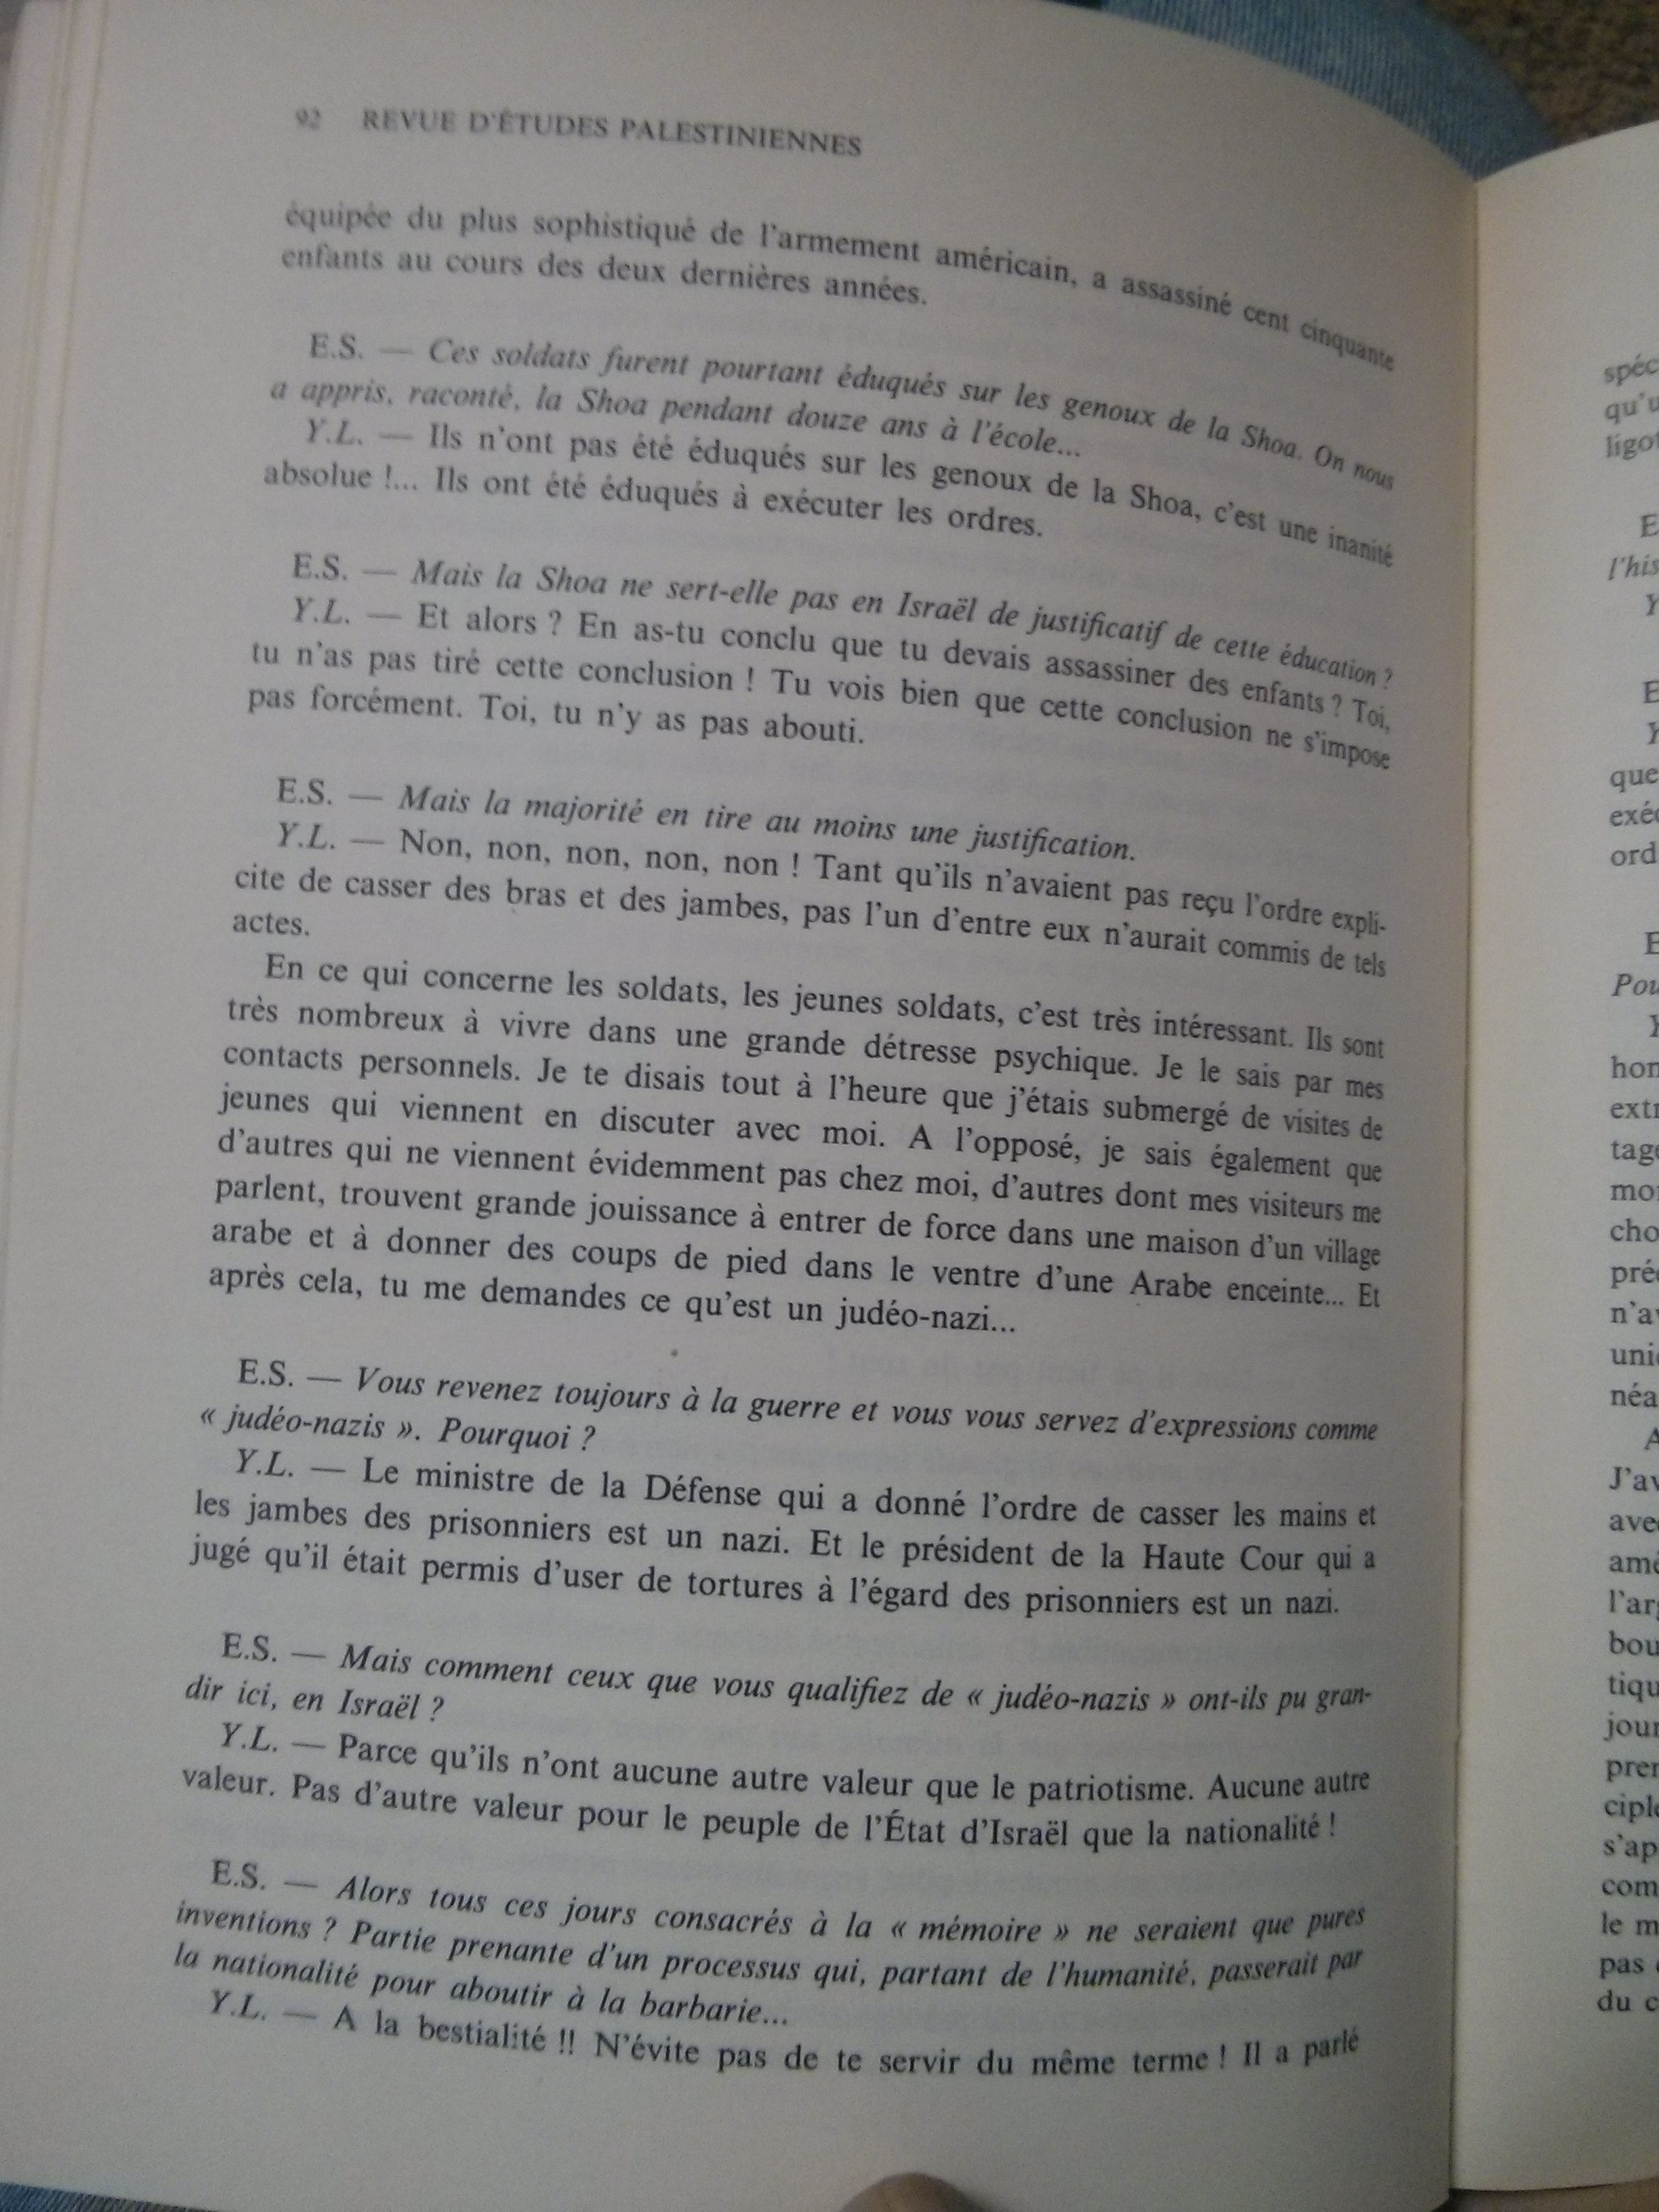 92 REVUE D'ÉTUDES PALESTINIENNES
équipée du plus sophistiqué de l'armement américain, a assassiné cent cinquante
enfants au cours des deux dernières années.
E.S. — Ces soldats furent pourtant éduqués sur les genoux de la Shoa. On nous
a appris, raconté, la Shoa pendant douze ans à l'école...
Y.L. — Ils n'ont pas été éduqués sur les genoux de la Shoa, c'est une inanité
absolue !... Ils ont été éduqués à exécuter les ordres.
E.S. — Mais la Shoa ne sert-elle pas en Israël de justificatif de cette éducation ?
Y.L. — Et alors ? En as-tu conclu que tu devais assassiner des enfants ? Toi,
tu n'as pas tiré cette conclusion ! Tu vois bien que cette conclusion ne s'impose
pas forcément. Toi, tu n'y as pas abouti.
E.S. — Mais la majorité en tire au moins une justification.
Y.L. — Non, non, non, non, non ! Tant qu'ils n'avaient pas reçu l'ordre expli-
cite de casser des bras et des jambes, pas l'un d'entre eux n'aurait commis de tels
actes.
En ce qui concerne les soldats, les jeunes soldats, c'est très intéressant. Ils sont
très nombreux à vivre dans une grande détresse psychique. Je le sais par mes
contacts personnels. Je te disais tout à l'heure que j'étais submergé de visites de
jeunes qui viennent en discuter avec moi. A l'opposé, je sais également que
d'autres qui ne viennent évidemment pas chez moi, d'autres dont mes visiteurs me
parlent, trouvent grande jouissance à entrer de force dans une maison d'un village
arabe et à donner des coups de pied dans le ventre d'une Arabe enceinte... Et
après cela, tu me demandes ce qu'est un judéo-nazi...
E.S. — Vous revenez toujours à la guerre et vous vous servez d'expressions comme
« judéo-nazis ». Pourquoi ?
Y.L. — Le ministre de la Défense qui a donné l'ordre de casser les mains et
les jambes des prisonniers est un nazi. Et le président de la Haute Cour qui a
jugé qu'il était permis d'user de tortures à l'égard des prisonniers est un nazi.
E.S. — Mais comment ceux que vous qualifiez de « judéo-nazis » ont-ils pu gran-
dir ici, en Israël ?
Y.L. — Parce qu'ils n'ont aucune autre valeur que le patriotisme. Aucune autre
valeur. Pas d'autre valeur pour le peuple de l'État d'Israël que la nationalité !
E.S. — Alors tous ces jours consacrés à la « mémoire » ne seraient que pures
inventions ? Partie prenante d'un processus qui, partant de l'humanité, passerait par
la nationalité pour aboutir à la barbarie...
Y.L. — A la bestialité !! N'évite pas de te servir du même terme ! Il a parlé